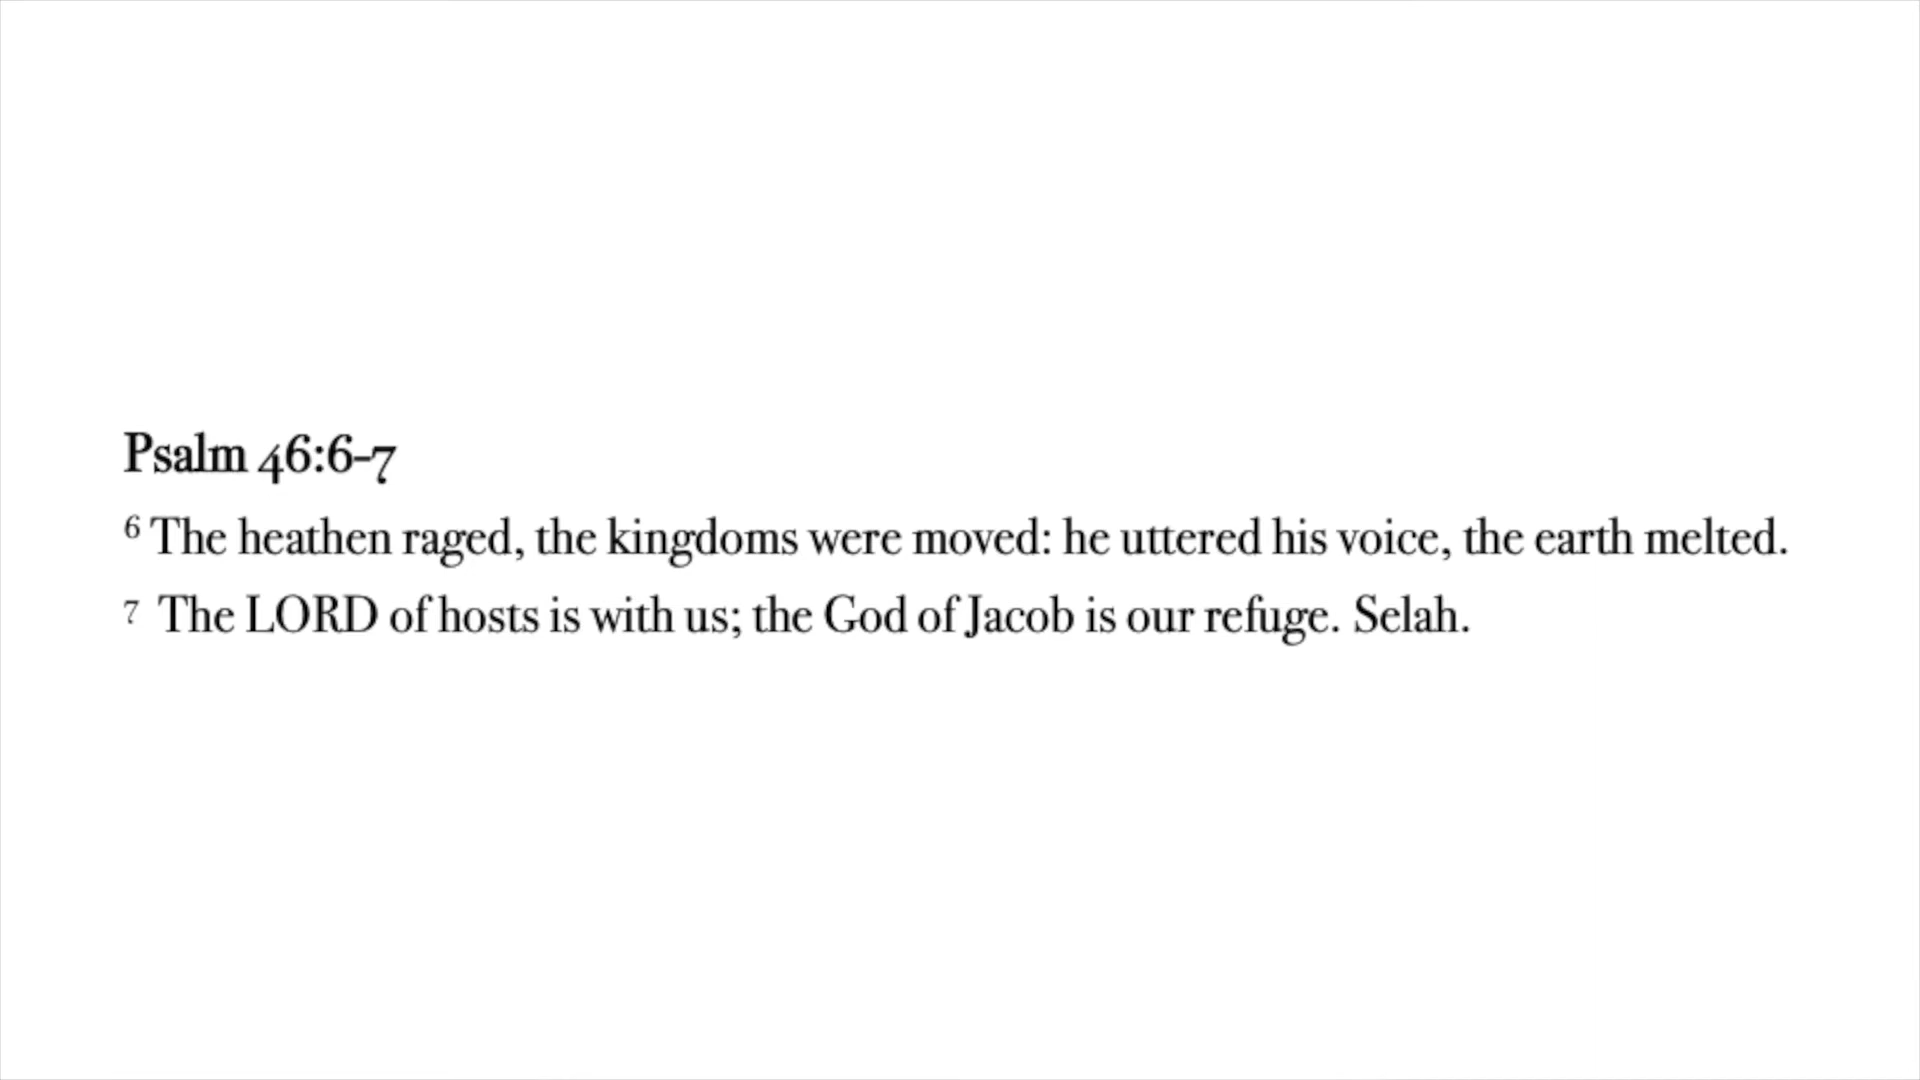 Psalm 46:6-7
6 The heathen raged, the kingdoms were moved: he uttered his voice, the earth melted.
7 The LORD of hosts is with us; the God of Jacob is our refuge. Selah.